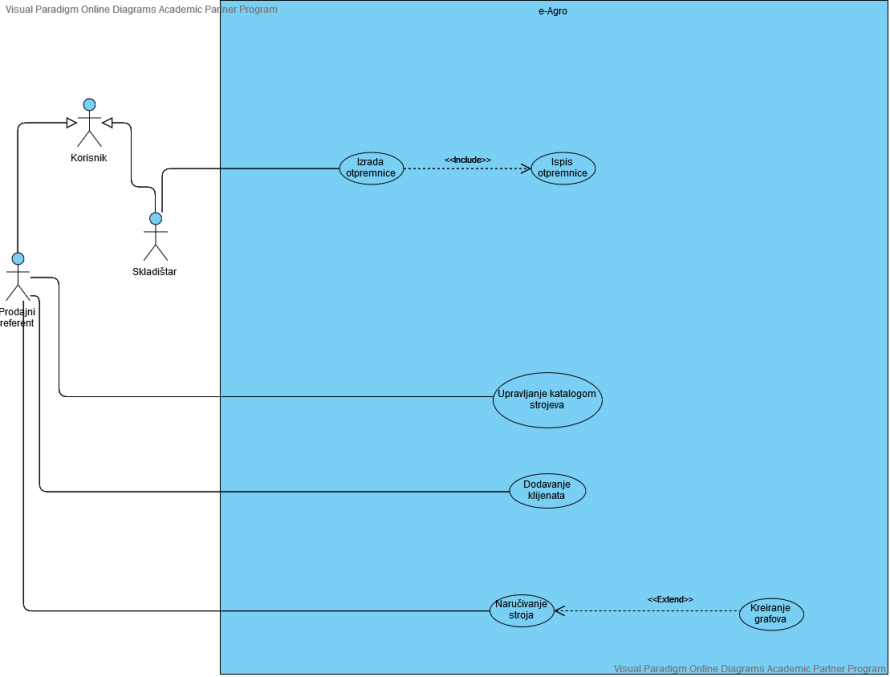 Visual Paradigm Online Diagrams Academic Partner Program
e-Agro
Korisnik
Izrada
otpremnice
<<Include>>
Ispis
otpremnice
Skladištar
Prodajni
referent
Upravljanje katalogom
strojeva
Dodavanje
klijenata
Naručivanje
stroja
<<Extend>>
Kreiranje
grafova
Visual Paradigm Online Diagrams Academic Partner Program